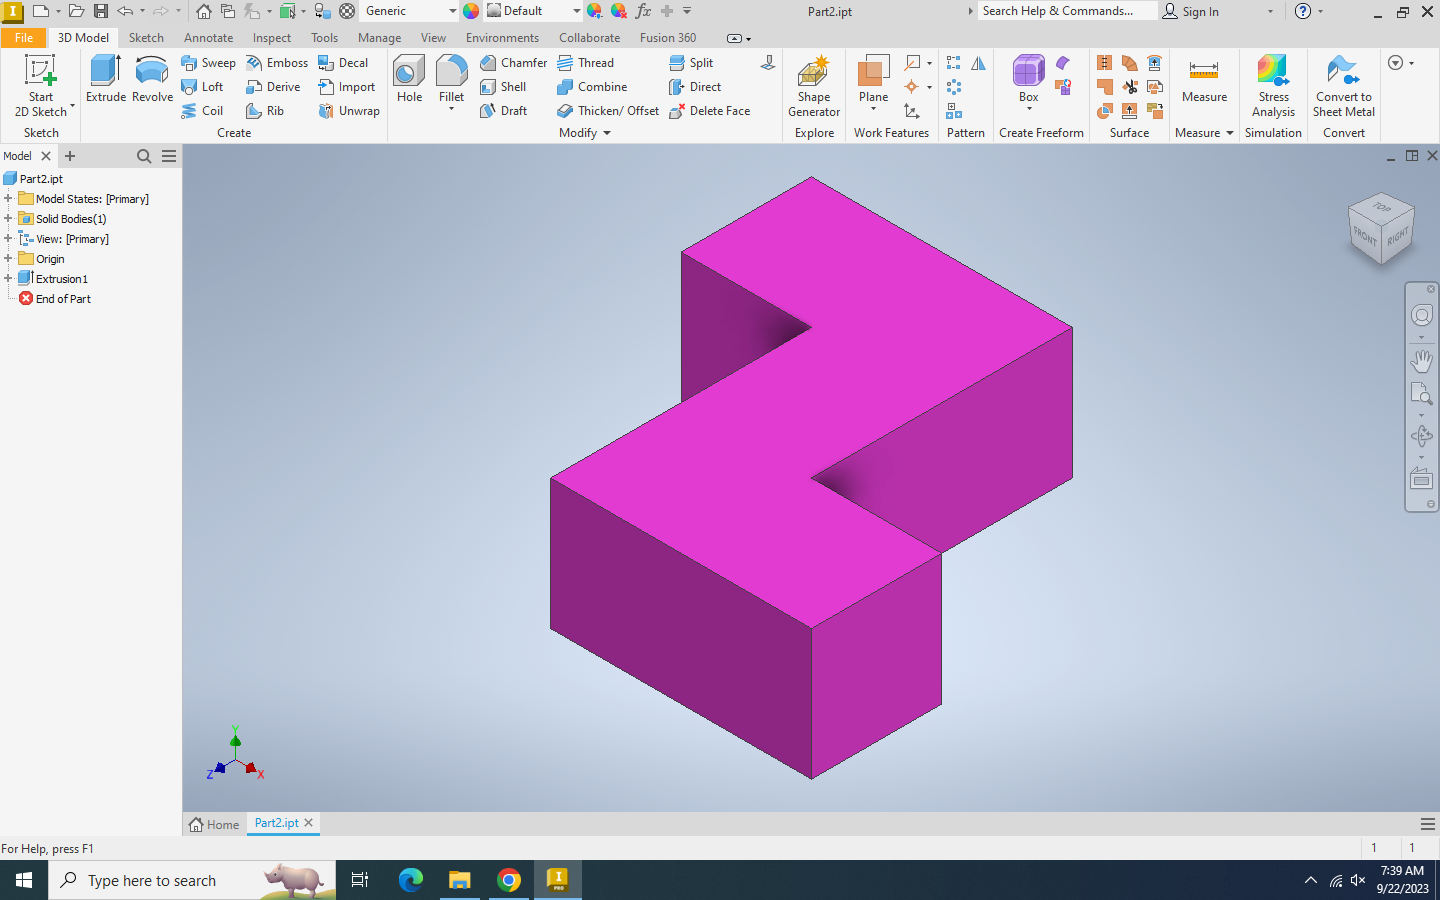 Generic
Default
fx
Part2.ipt
Search Help & Commands...
Sign In
File
3D Model
Sketch
Annotate
Inspect
Tools
Manage
View
Environments
Collaborate
Fusion 360
Start
2D Sketch
Sketch
Extrude
Revolve
Sweep
Loft
Coil
Emboss
Derive
Rib
Decal
Import
Unwrap
Create
Hole
Fillet
Chamfer
Shell
Draft
Thread
Combine
Thicken/ Offset
Split
Direct
Delete Face
Modify
Shape
Generator
Explore
Plane
Work Features
Pattern
Box
Create Freeform
Surface
Measure
Measure
Stress
Analysis
Simulation
Convert to
Sheet Metal
Convert
Model
Part2.ipt
Model States: [Primary]
Solid Bodies(1)
View: [Primary]
Origin
Extrusion1
End of Part
TOP
FRONT
RIGHT
Y
Z
X
Home
Part2.ipt
For Help, press F1
1
1
Type here to search
I
PRO
7:39 AM
9/22/2023